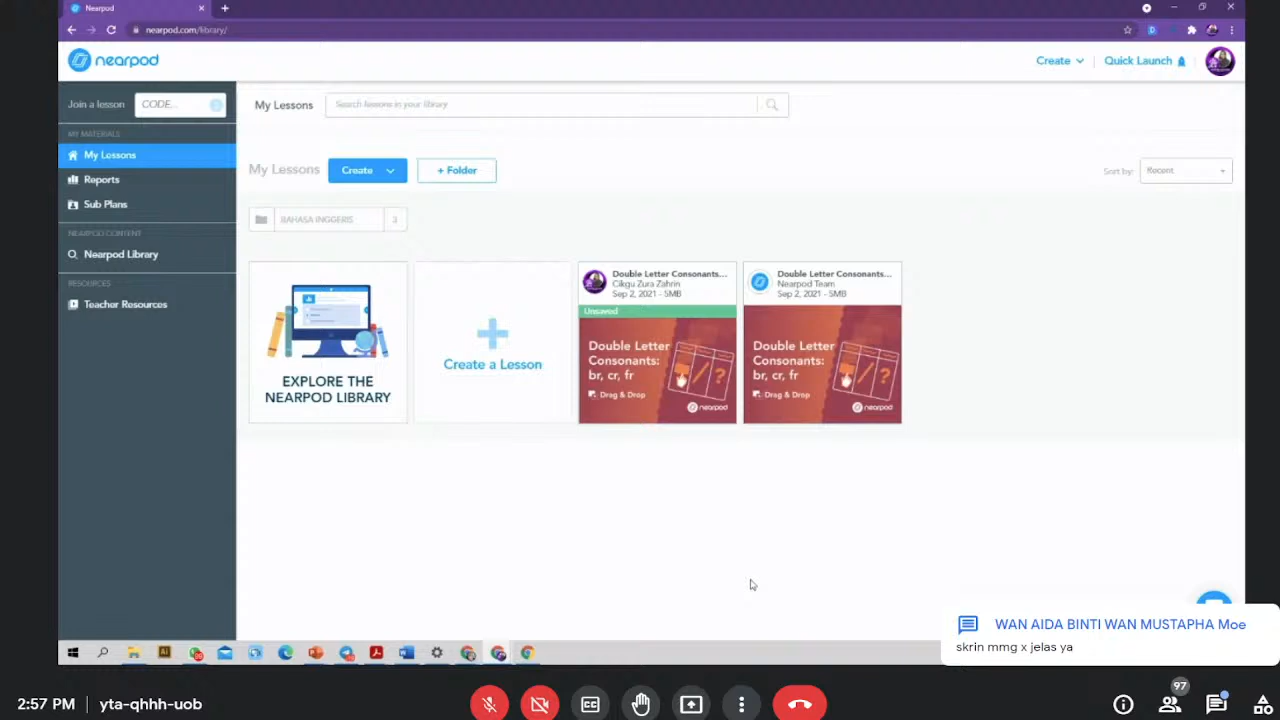 Nearpod
nearpod.com/library/
nearpod
Create
Quick Launch
Join a lesson
CODE...
My Lessons
Search lessons in your library
MY MATERIALS
My Lessons
Reports
Sub Plans
NEARPOD CONTENT
Nearpod Library
RESOURCES
Teacher Resources
My Lessons
Create
+ Folder
Sort by:
Recent
BAHASA INGGERIS
3
EXPLORE THE
NEARPOD LIBRARY
Create a Lesson
Double Letter Consonants...
Cikgu Zura Zahrin
Sep 2, 2021 - 5MB
Unsaved
Double Letter
Consonants:
br, cr, fr
Drag & Drop
nearpod
Double Letter Consonants...
Nearpod Team
Sep 2, 2021 - 5MB
Double Letter
Consonants:
br, cr, fr
Drag & Drop
nearpod
WAN AIDA BINTI WAN MUSTAPHA Moe
skrin mmg x jelas ya
2:57 PM | yta-qhhh-uob
97